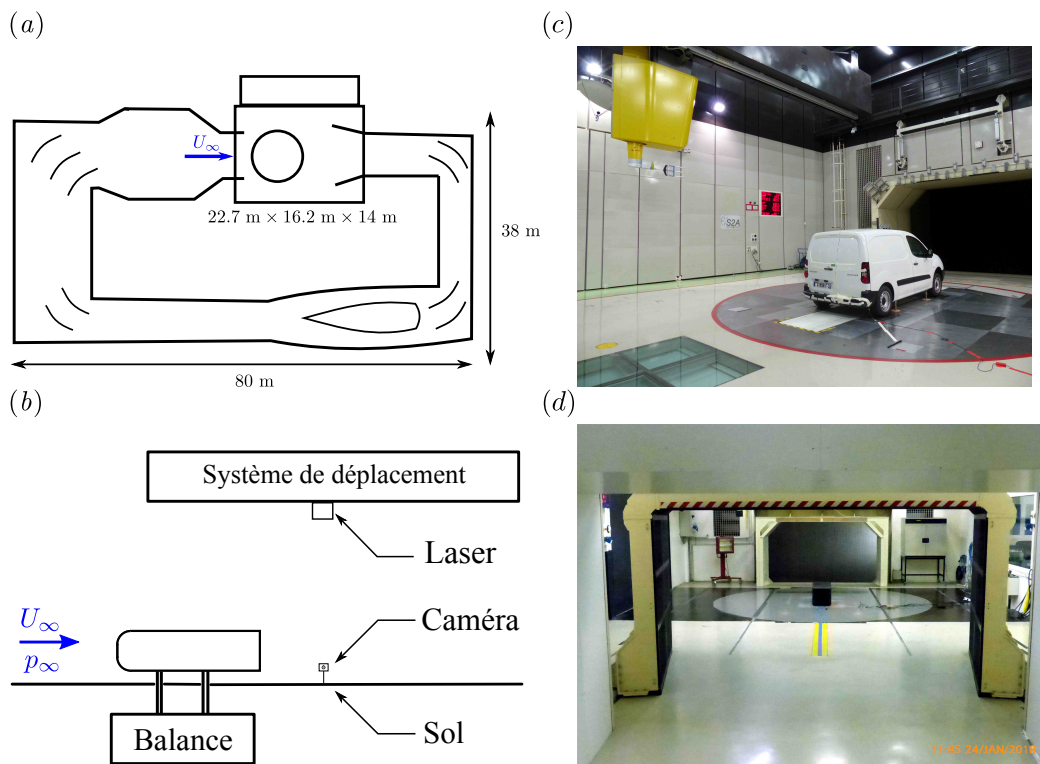 (a)
U∞
22.7 m × 16.2 m × 14 m
38 m
80 m
(b)
Système de déplacement
Laser
Caméra
U∞
p∞
Balance
Sol
(c)
S2A
(d)